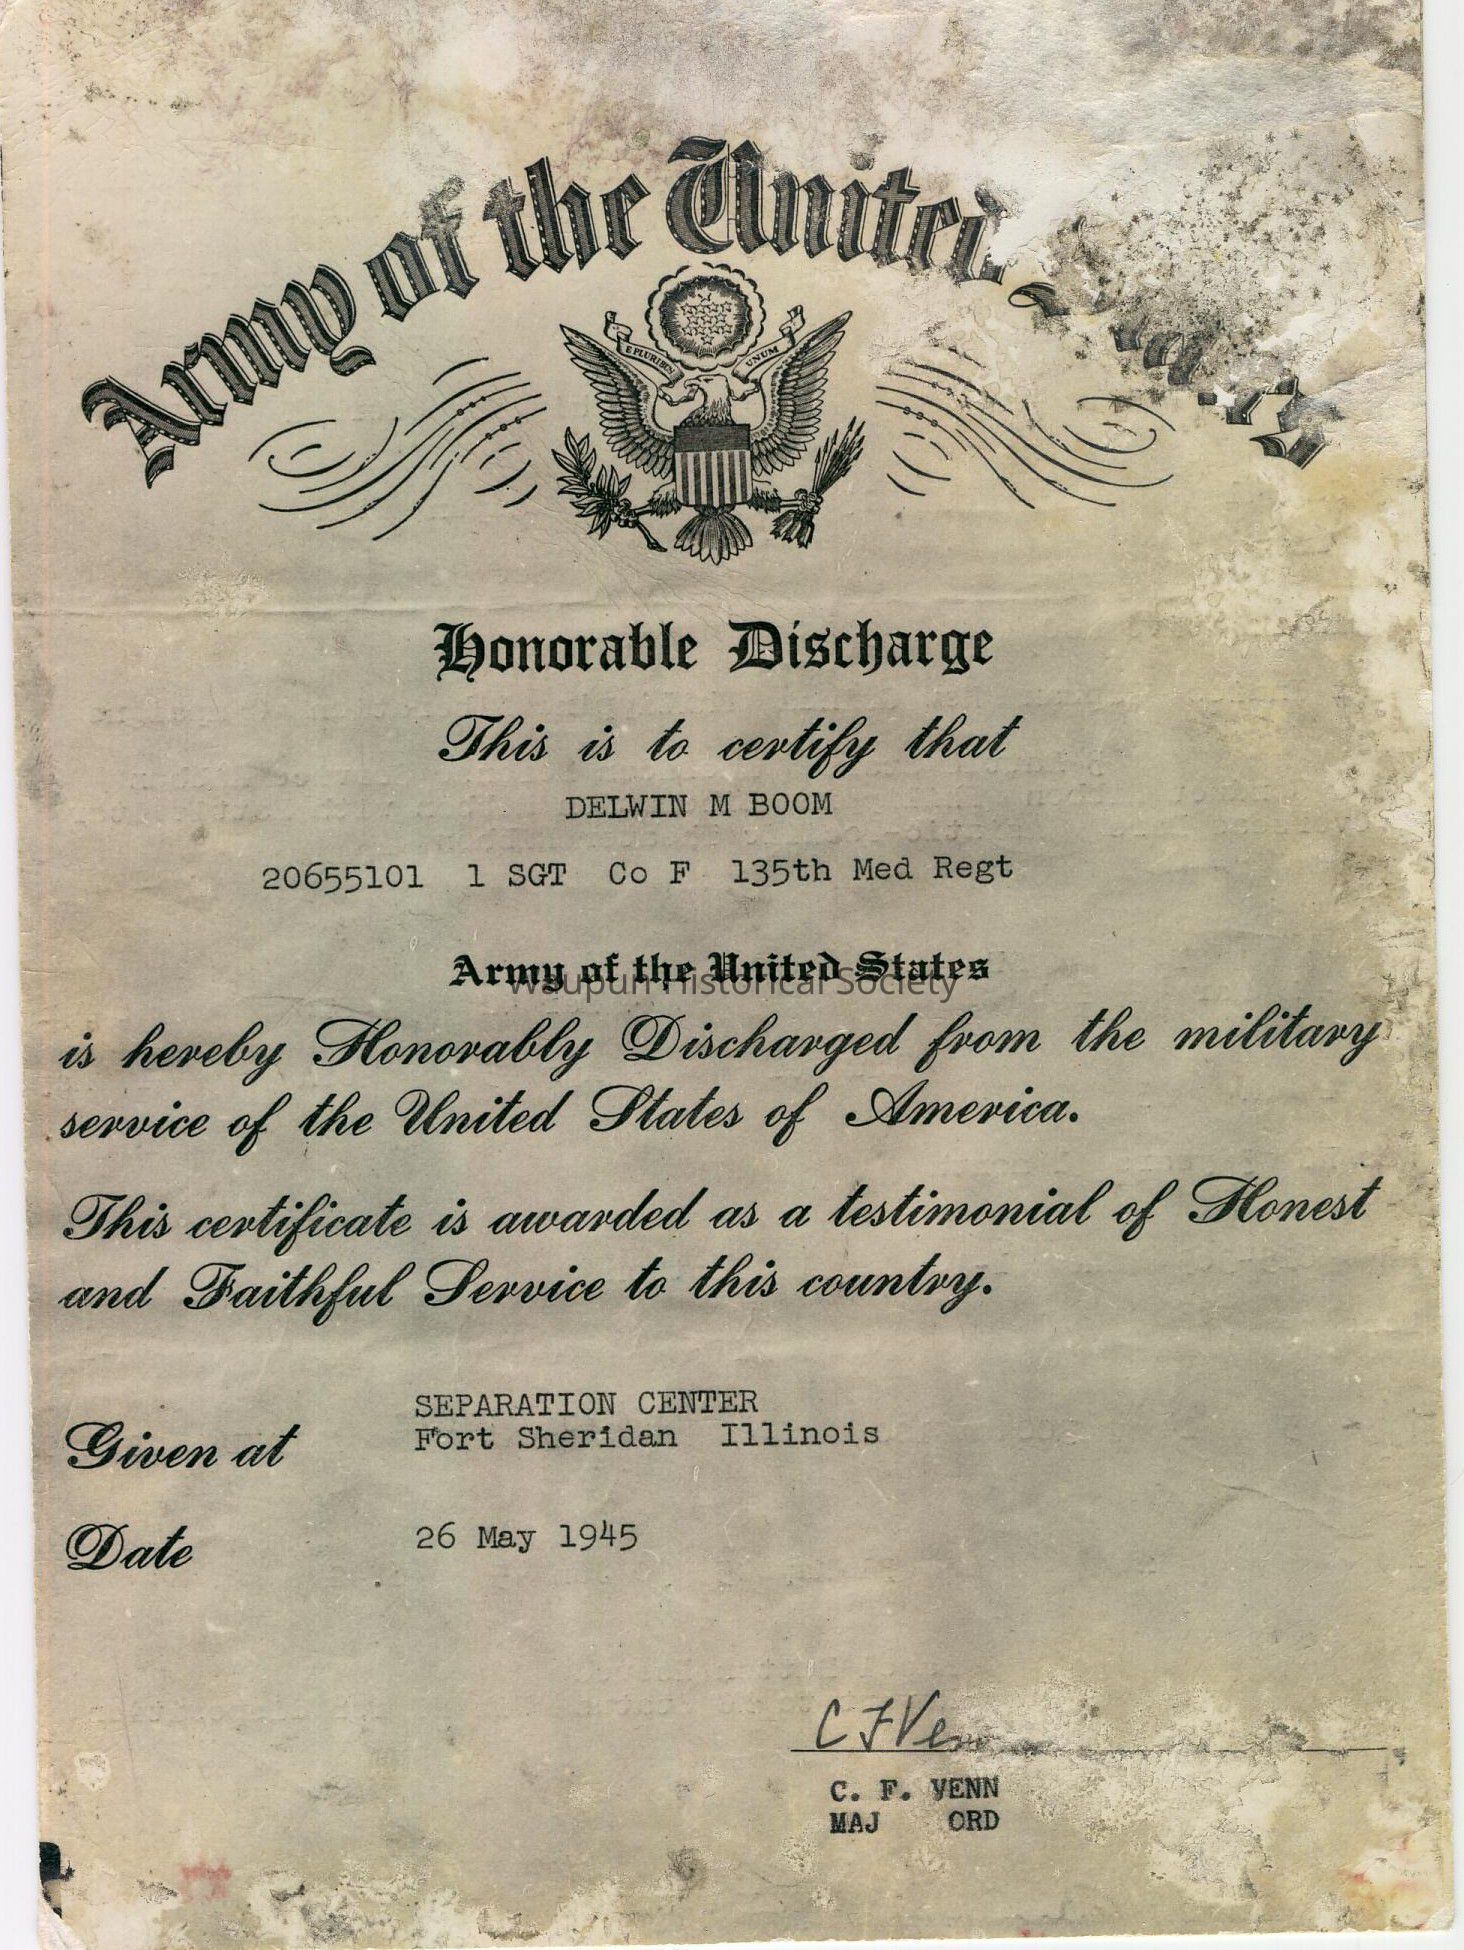 Army of the United States
E PLURIBUS UNUM
Honorable Discharge
This is to certify that
DELWIN M BOOM
20655101 1 SGT Co F 135th Med Regt
Army of the United States
Waupun Historical Society
is hereby Honorably Discharged from the military
service of the United States of America.
This certificate is awarded as a testimonial of Honest
and Faithful Service to this country.
Given at
SEPARATION CENTER
Fort Sheridan Illinois
Date
26 May 1945
C F Venn
C. F. VENN
MAJ ORD